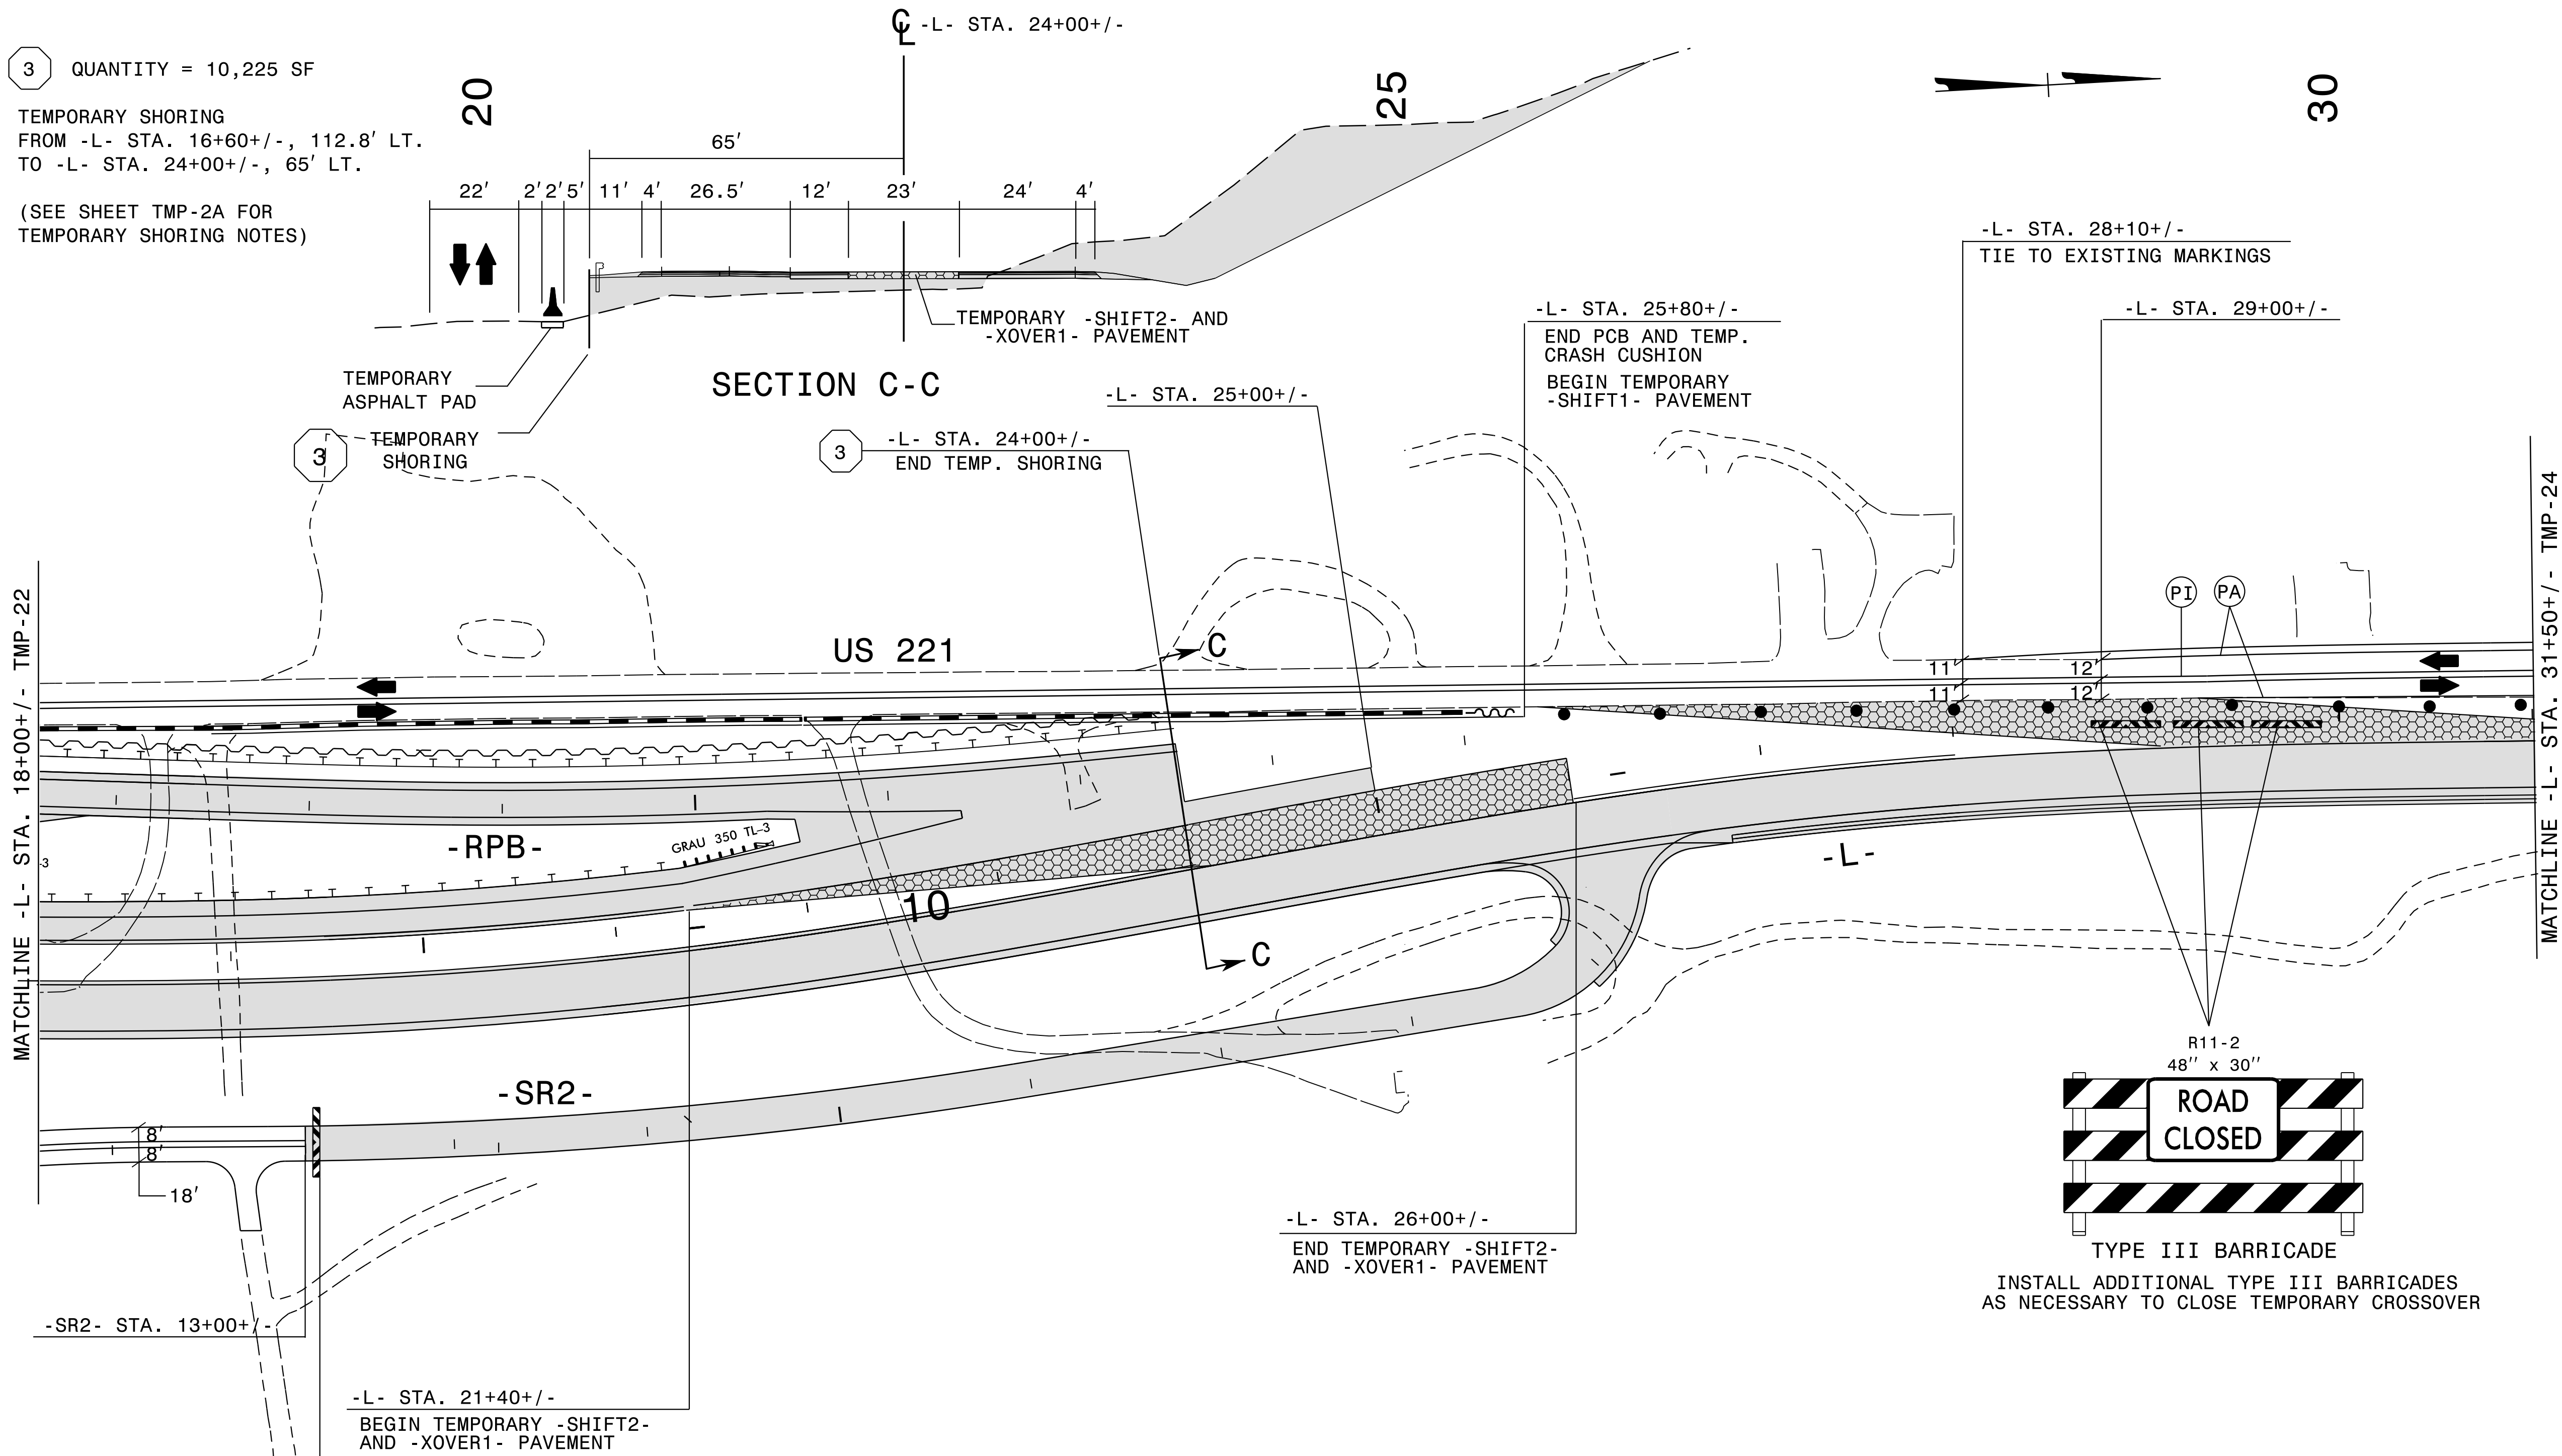 ℄ -L- STA. 24+00+/-
3 QUANTITY = 10,225 SF
TEMPORARY SHORING
FROM -L- STA. 16+60+/-, 112.8' LT.
TO -L- STA. 24+00+/-, 65' LT.
(SEE SHEET TMP-2A FOR
TEMPORARY SHORING NOTES)
20
25
30
65'
22' 2' 2' 5' 11' 4' 26.5' 12' 23' 24' 4'
TEMPORARY -SHIFT2- AND
-XOVER1- PAVEMENT
TEMPORARY
ASPHALT PAD
SECTION C-C
3
TEMPORARY
SHORING
3
-L- STA. 24+00+/-
END TEMP. SHORING
-L- STA. 25+00+/-
-L- STA. 25+80+/-
END PCB AND TEMP.
CRASH CUSHION
BEGIN TEMPORARY
-SHIFT1- PAVEMENT
-L- STA. 28+10+/-
TIE TO EXISTING MARKINGS
-L- STA. 29+00+/-
MATCHLINE -L- STA. 18+00+/- TMP-22
MATCHLINE -L- STA. 31+50+/- TMP-24
US 221
C
PI
PA
11' 12'
11' 12'
-RPB-
GRAU 350 TL-3
-3
10
-L-
C
-SR2-
8'
8'
18'
R11-2
48'' x 30''
ROAD
CLOSED
TYPE III BARRICADE
INSTALL ADDITIONAL TYPE III BARRICADES
AS NECESSARY TO CLOSE TEMPORARY CROSSOVER
-L- STA. 26+00+/-
END TEMPORARY -SHIFT2-
AND -XOVER1- PAVEMENT
-SR2- STA. 13+00+/-
-L- STA. 21+40+/-
BEGIN TEMPORARY -SHIFT2-
AND -XOVER1- PAVEMENT